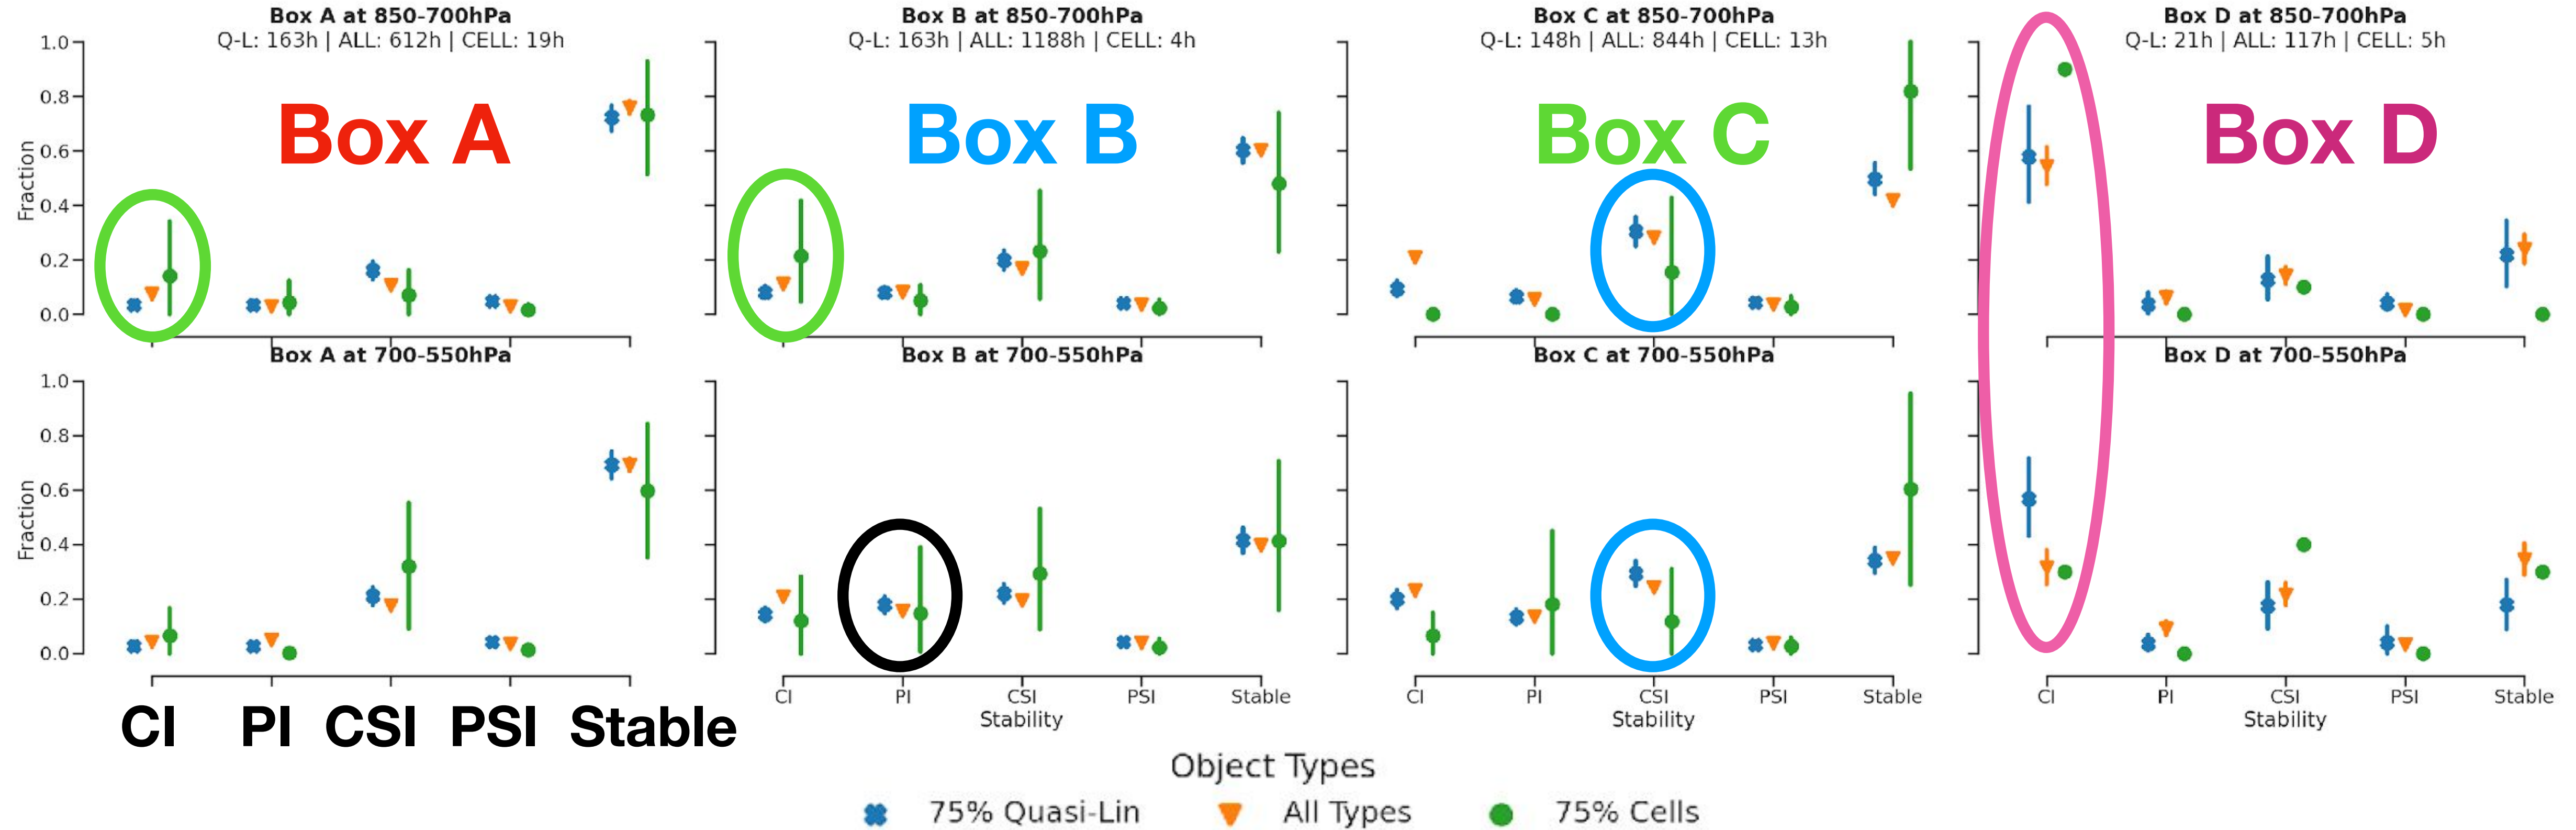 Box A at 850-700hPa
Q-L: 163h | ALL: 612h | CELL: 19h
Box B at 850-700hPa
Q-L: 163h | ALL: 1188h | CELL: 4h
Box C at 850-700hPa
Q-L: 148h | ALL: 844h | CELL: 13h
Box D at 850-700hPa
Q-L: 21h | ALL: 117h | CELL: 5h
Box A
Box B
Box C
Box D
Fraction
1.0
0.8
0.6
0.4
0.2
0.0
Box A at 700-550hPa
Box B at 700-550hPa
Box C at 700-550hPa
Box D at 700-550hPa
Fraction
1.0
0.8
0.6
0.4
0.2
0.0
CI PI CSI PSI Stable
CI PI CSI PSI Stable
Stability
CI PI CSI PSI Stable
Stability
CI PI CSI PSI Stable
Stability
Object Types
75% Quasi-Lin All Types 75% Cells